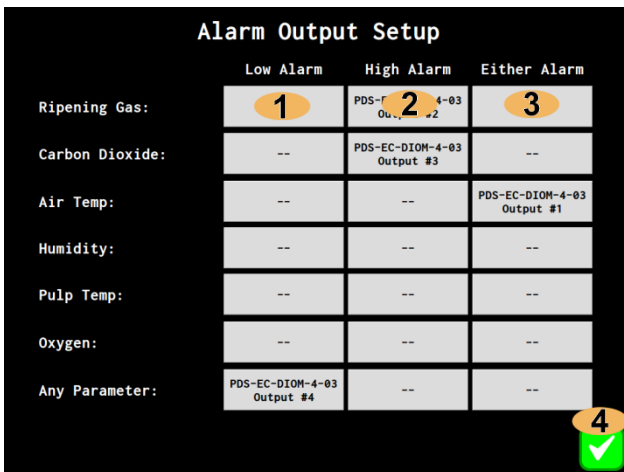 Alarm Output Setup
Low Alarm High Alarm Either Alarm
Ripening Gas: 1 2 4-03 3
#2
Carbon Dioxide: -- PDS-EC-DIOM-4-03 --
Output #3
Air Temp: -- -- PDS-EC-DIOM-4-03
Output #1
Humidity: -- -- --
Pulp Temp: -- -- --
Oxygen: -- -- --
Any Parameter: PDS-EC-DIOM-4-03 -- --
Output #4
4